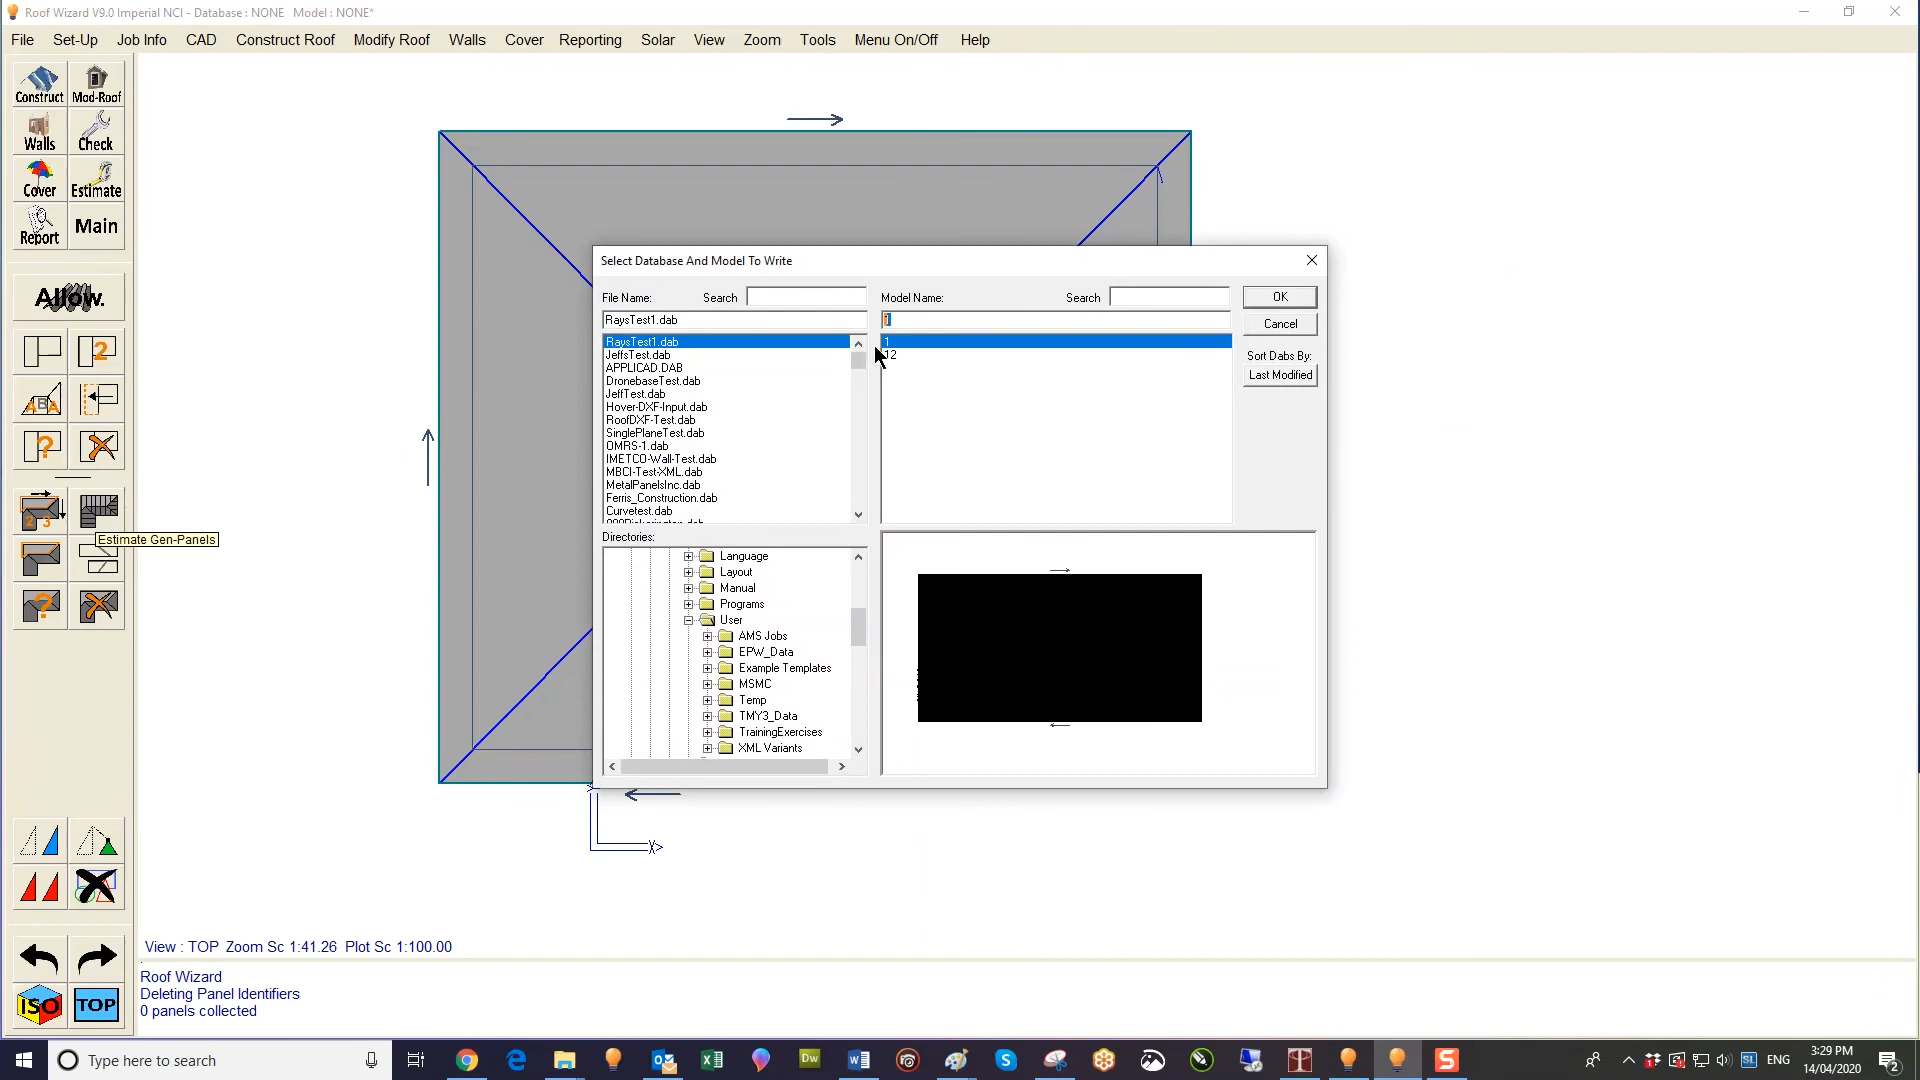 Roof Wizard V9.0 Imperial NCI - Database : NONE   Model : NONE*
File Set-Up Job Info CAD Construct Roof Modify Roof Walls Cover Reporting Solar View Zoom Tools Menu On/Off Help
Construct Mod-Roof
Walls Check
Cover Estimate
Report Main
Allow.
2
ABA
?
2 3
Estimate Gen-Panels
?
ISO TOP
Select Database And Model To Write
File Name: Search Model Name: Search OK
RaysTest1.dab 1
Cancel
RaysTest1.dab 1
JeffsTest.dab 12
Sort Dabs By:
APPLICAD.DAB
Last Modified
DronebaseTest.dab
JeffTest.dab
Hover-DXF-Input.dab
RoofDXF-Test.dab
SinglePlaneTest.dab
OMRS-1.dab
IMETCO-Wall-Test.dab
MBCI-Test-XML.dab
MetalPanelsInc.dab
Ferris_Construction.dab
Curvetest.dab
Directories:
Language
Layout
Manual
Programs
User
AMS Jobs
EPW_Data
Example Templates
MSMC
Temp
TMY3_Data
TrainingExercises
XML Variants
X>
View : TOP  Zoom Sc 1:41.26  Plot Sc 1:100.00
Roof Wizard
Deleting Panel Identifiers
0 panels collected
Type here to search
Dw
SL
ENG
3:29 PM
14/04/2020
2